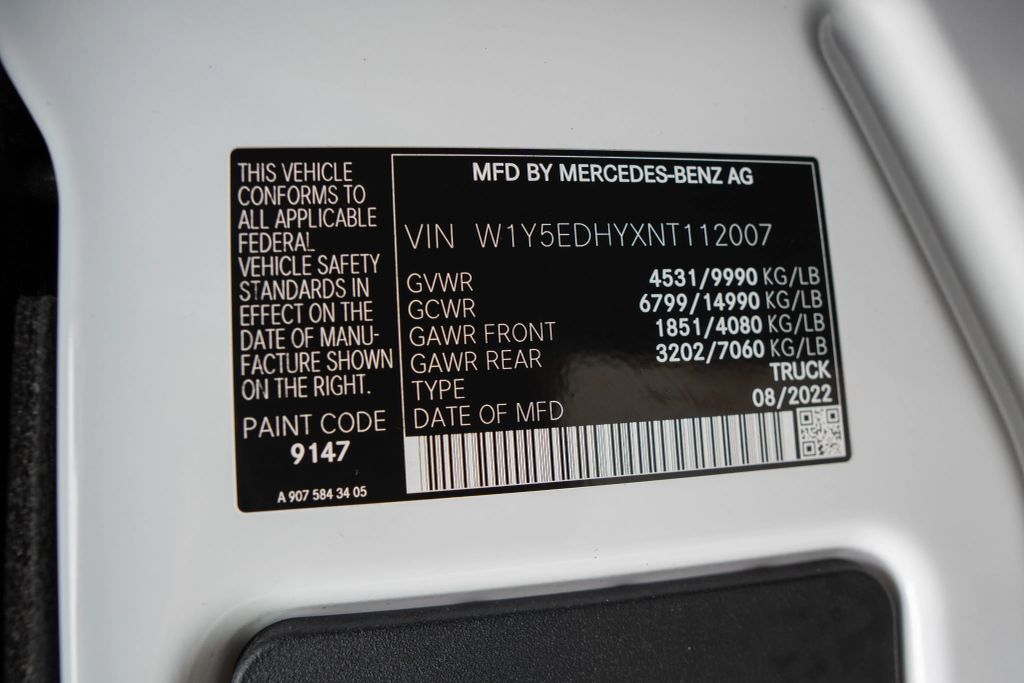 THIS VEHICLE
CONFORMS TO
ALL APPLICABLE
FEDERAL
VEHICLE SAFETY
STANDARDS IN
EFFECT ON THE
DATE OF MANU-
FACTURE SHOWN
ON THE RIGHT.
PAINT CODE
9147
A 907 584 34 05
MFD BY MERCEDES-BENZ AG
VIN W1Y5EDHYXNT112007
GVWR 4531/9990 KG/LB
GCWR 6799/14990 KG/LB
GAWR FRONT 1851/4080 KG/LB
GAWR REAR 3202/7060 KG/LB
TYPE TRUCK
DATE OF MFD 08/2022